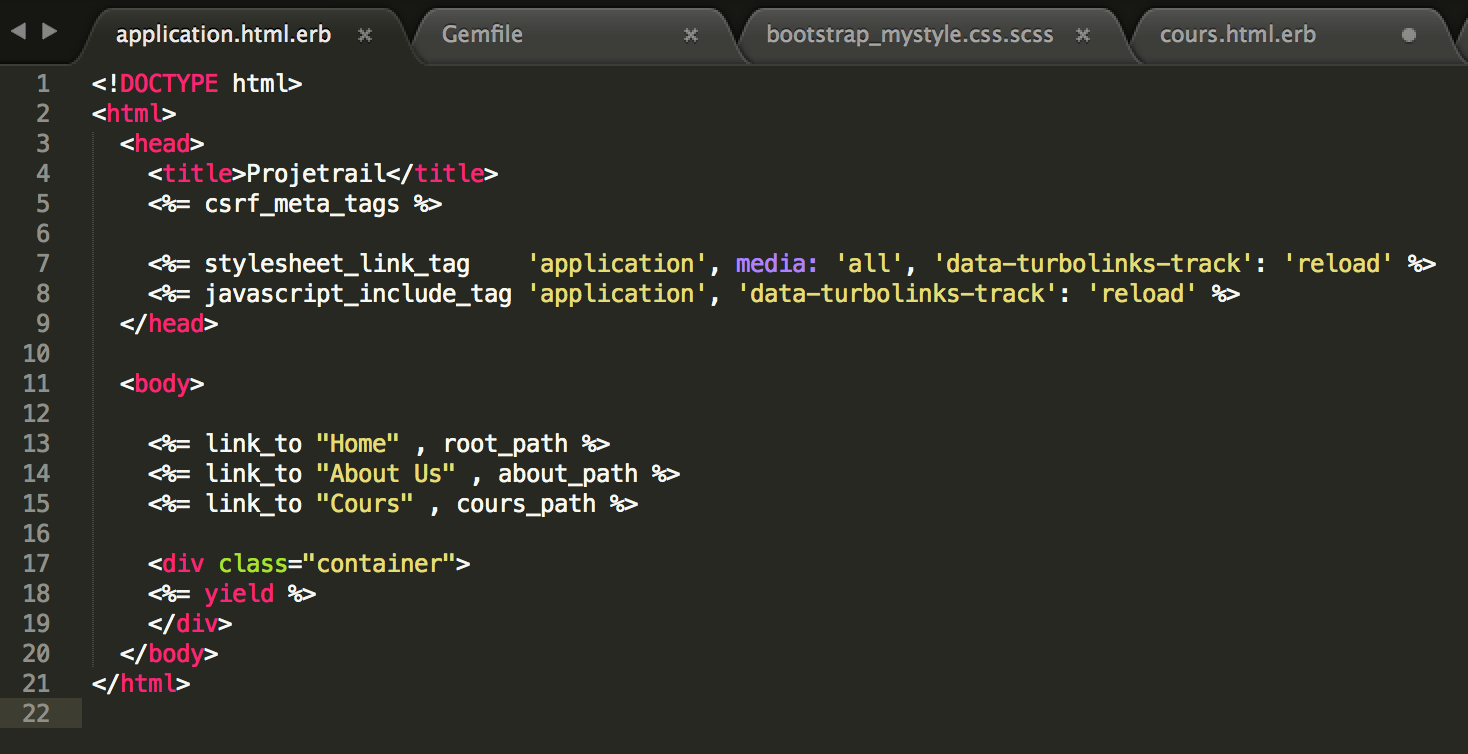 application.html.erb × Gemfile × bootstrap_mystyle.css.scss × cours.html.erb
1 <!DOCTYPE html>
2 <html>
3   <head>
4     <title>Projetrail</title>
5     <%= csrf_meta_tags %>
6
7     <%= stylesheet_link_tag    'application', media: 'all', 'data-turbolinks-track': 'reload' %>
8     <%= javascript_include_tag 'application', 'data-turbolinks-track': 'reload' %>
9   </head>
10
11   <body>
12
13     <%= link_to "Home" , root_path %>
14     <%= link_to "About Us" , about_path %>
15     <%= link_to "Cours" , cours_path %>
16
17     <div class="container">
18     <%= yield %>
19     </div>
20   </body>
21 </html>
22